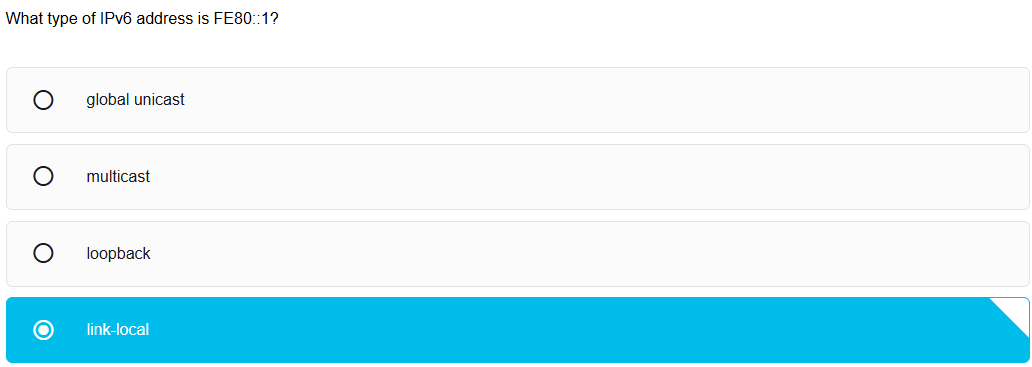 What type of IPv6 address is FE80::1?
global unicast
multicast
loopback
link-local